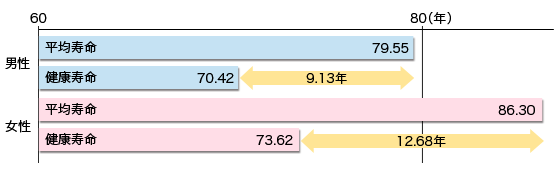 60 80(年)
男性
平均寿命 79.55
健康寿命 70.42 9.13年
女性
平均寿命 86.30
健康寿命 73.62 12.68年